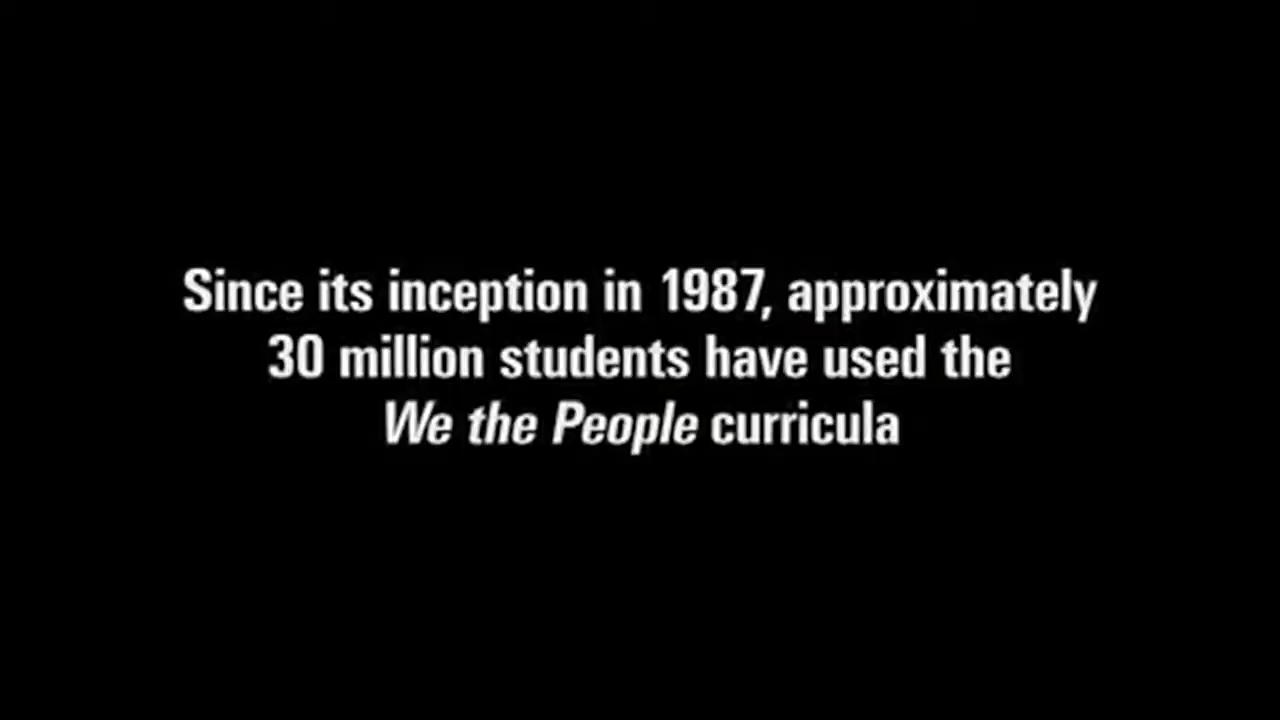 Since its inception in 1987, approximately
30 million students have used the
We the People curricula